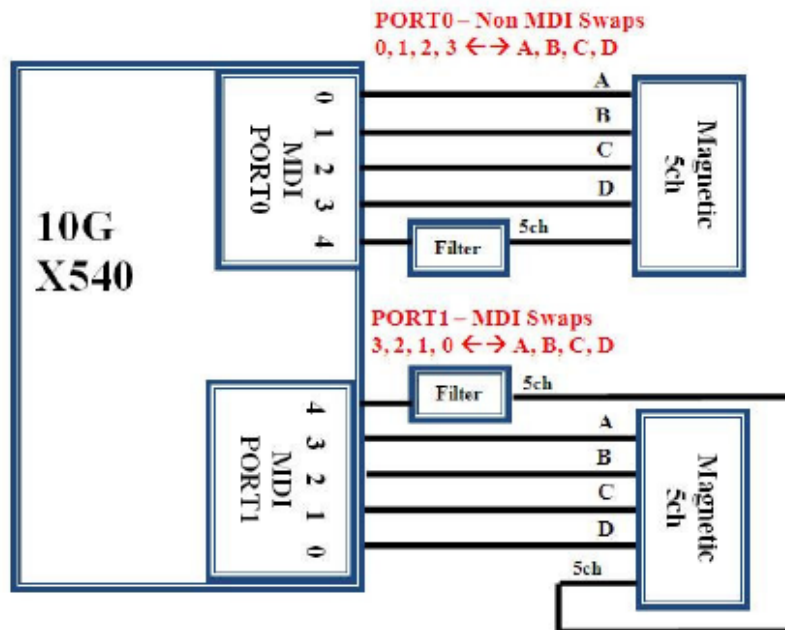 PORT0 – Non MDI Swaps
0, 1, 2, 3 ←→ A, B, C, D
10G
X540
MDI
PORT0
0
1
2
3
4
A
B
C
D
5ch
Filter
Magnetic
5ch
PORT1 – MDI Swaps
3, 2, 1, 0 ←→ A, B, C, D
MDI
PORT1
4
3
2
1
0
Filter
5ch
A
B
C
D
5ch
Magnetic
5ch